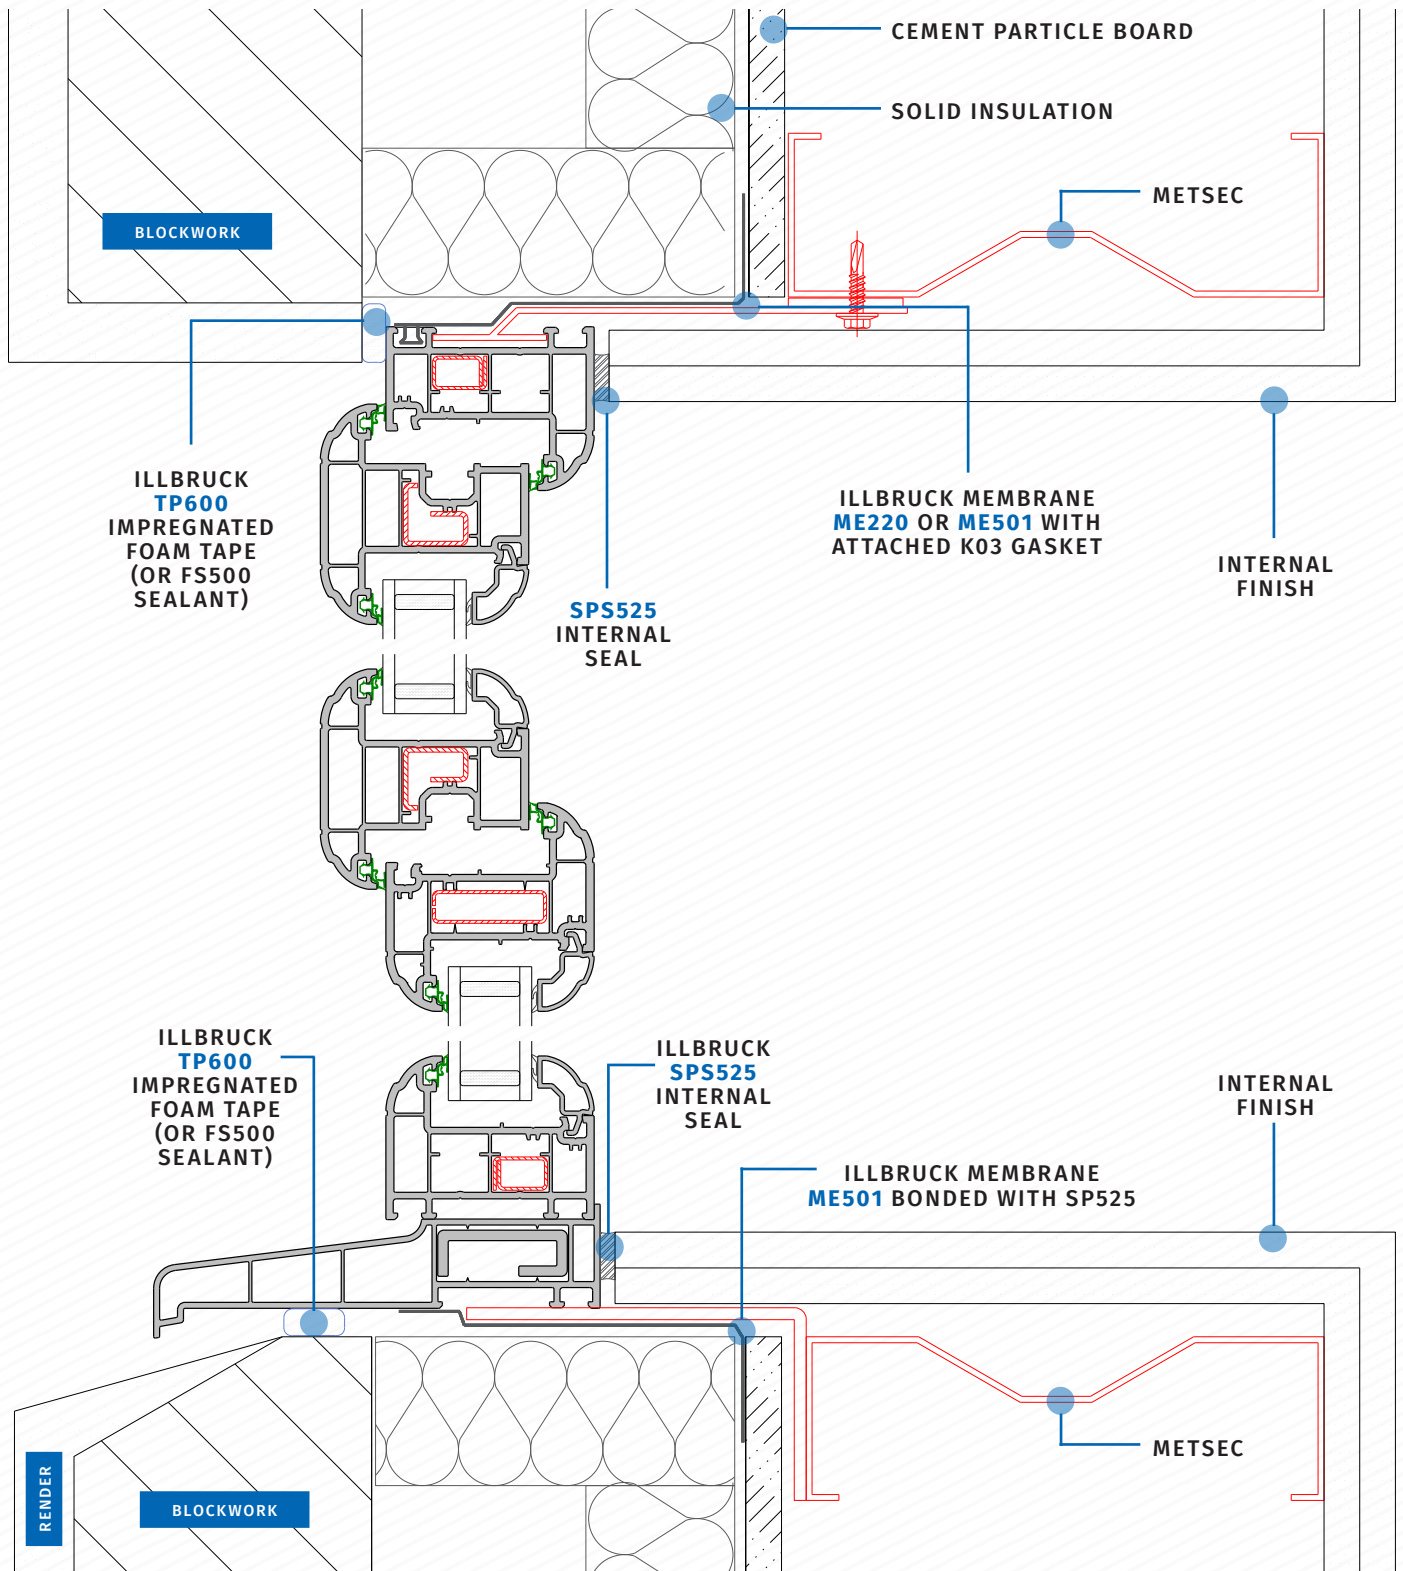 CEMENT PARTICLE BOARD
SOLID INSULATION
METSEC
BLOCKWORK
ILLBRUCK
TP600
IMPREGNATED
FOAM TAPE
(OR FS500
SEALANT)
ILLBRUCK MEMBRANE
ME220 OR ME501 WITH
ATTACHED K03 GASKET
INTERNAL
FINISH
SPS525
INTERNAL
SEAL
ILLBRUCK
TP600
IMPREGNATED
FOAM TAPE
(OR FS500
SEALANT)
ILLBRUCK
SPS525
INTERNAL
SEAL
INTERNAL
FINISH
ILLBRUCK MEMBRANE
ME501 BONDED WITH SP525
METSEC
RENDER
BLOCKWORK